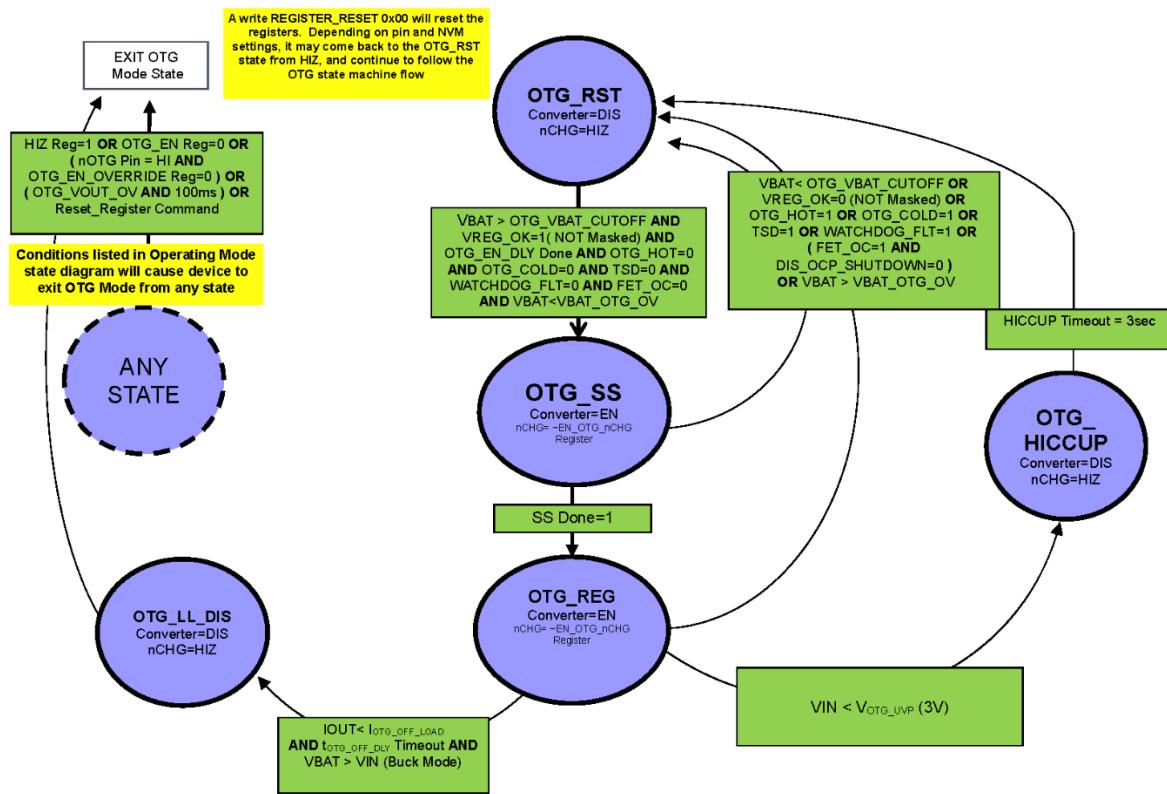 A write REGISTER_RESET 0x00 will reset the
registers. Depending on pin and NVM
settings, it may come back to the OTG_RST
state from HIZ, and continue to follow the
OTG state machine flow
EXIT OTG
Mode State
HIZ Reg=1 OR OTG_EN Reg=0 OR
( nOTG Pin = HI AND
OTG_EN_OVERRIDE Reg=0 ) OR
( OTG_VOUT_OV AND 100ms ) OR
Reset_Register Command
Conditions listed in Operating Mode
state diagram will cause device to
exit OTG Mode from any state
ANY
STATE
OTG_RST
Converter=DIS
nCHG=HIZ
VBAT > OTG_VBAT_CUTOFF AND
VREG_OK=1( NOT Masked) AND
OTG_EN_DLY Done AND OTG_HOT=0
AND OTG_COLD=0 AND TSD=0 AND
WATCHDOG_FLT=0 AND FET_OC=0
AND VBAT<VBAT_OTG_OV
VBAT< OTG_VBAT_CUTOFF OR
VREG_OK=0 (NOT Masked) OR
OTG_HOT=1 OR OTG_COLD=1 OR
TSD=1 OR WATCHDOG_FLT=1 OR
( FET_OC=1 AND
DIS_OCP_SHUTDOWN=0 )
OR VBAT > VBAT_OTG_OV
HICCUP Timeout = 3sec
OTG_SS
Converter=EN
nCHG= ~EN_OTG_nCHG
Register
OTG_
HICCUP
Converter=DIS
nCHG=HIZ
SS Done=1
OTG_REG
Converter=EN
nCHG= ~EN_OTG_nCHG
Register
OTG_LL_DIS
Converter=DIS
nCHG=HIZ
IOUT< IOTG_OFF_LOAD
AND tOTG_OFF_DLY Timeout AND
VBAT > VIN (Buck Mode)
VIN < VOTG_UVP (3V)